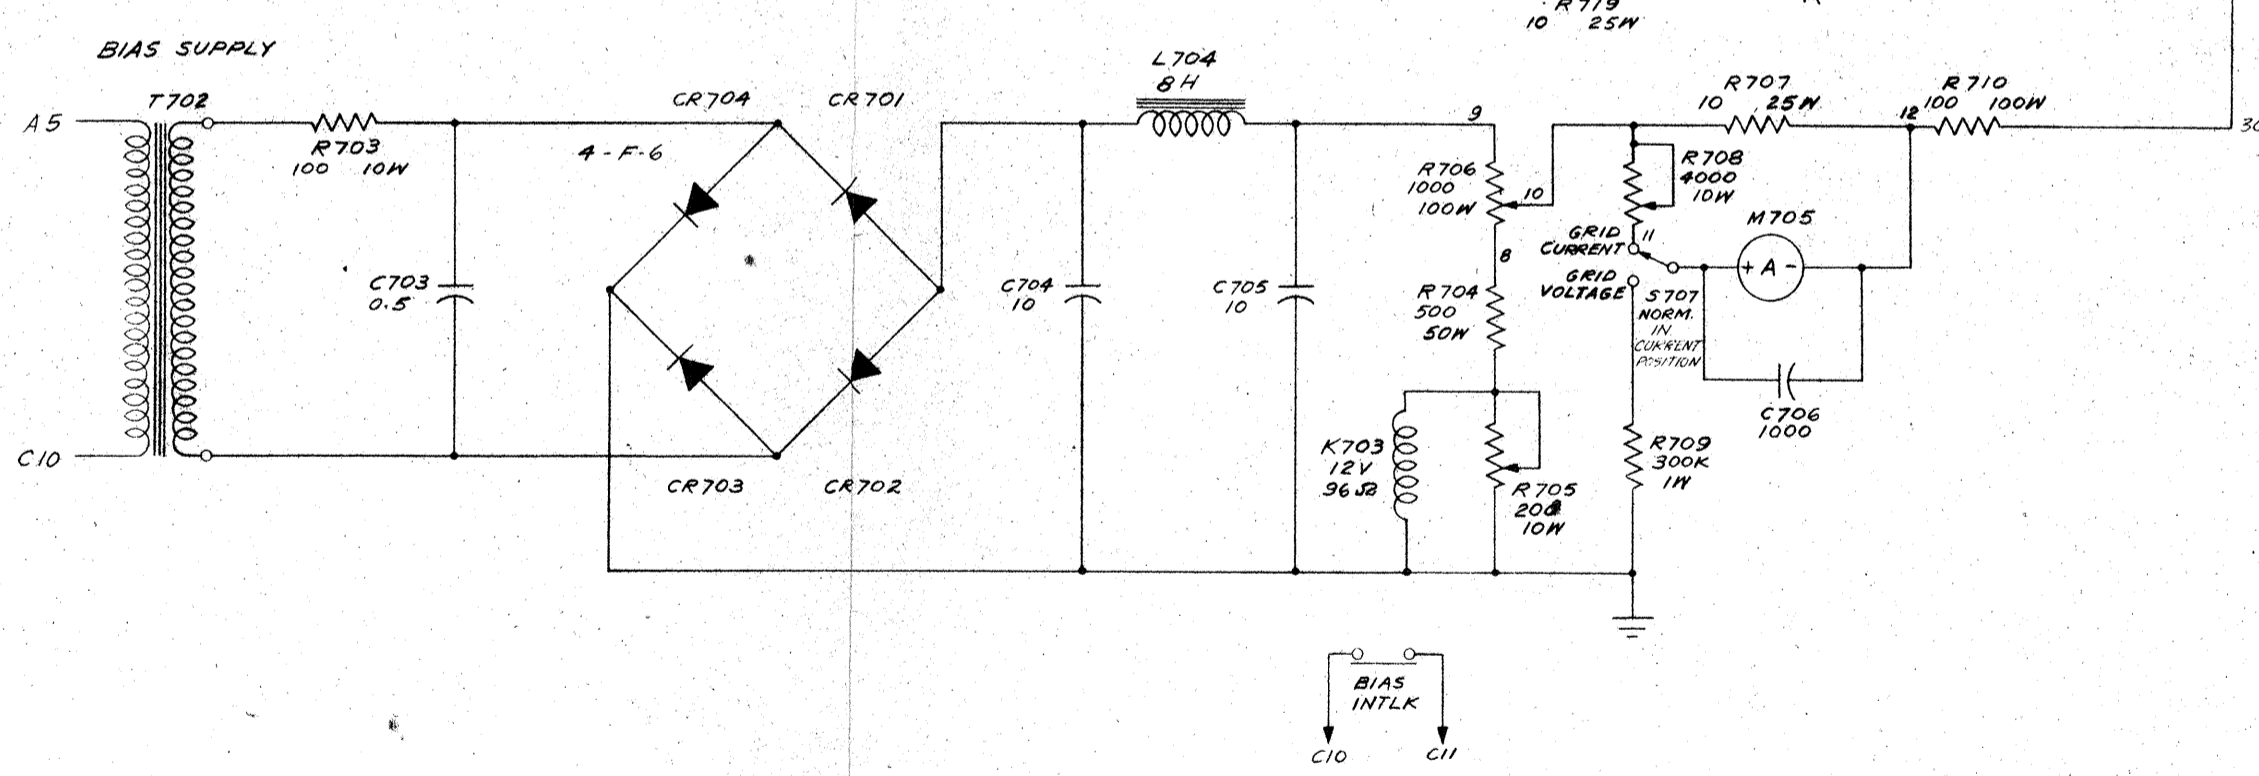 R719
10 25W
BIAS SUPPLY
A5
T702
R703
100 10W
C703
0.5
C10
4-F-6
CR704
CR701
CR703
CR702
L704
8H
C704
10
C705
10
9
R706
1000
100W
10
8
R704
500
50W
K703
12V
96Ω
R705
10W
R707
10 25W
12
R710
100 100W
R708
4000
10W
11
GRID
CURRENT
GRID
VOLTAGE
S707
NORM.
IN
CURRENT
POSITION
M705
+ A -
C706
1000
R709
300K
1W
BIAS
INTLK
C10
C11